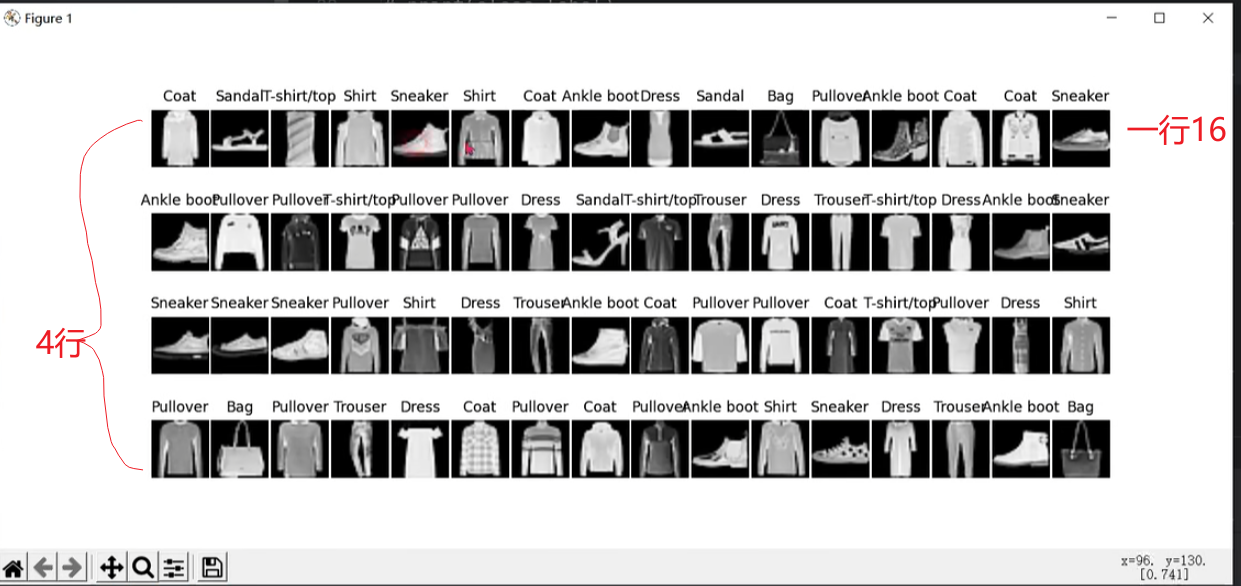 Figure 1
Coat Sandal T-shirt/top Shirt Sneaker Shirt Coat Ankle boot Dress Sandal Bag Pullover Ankle boot Coat Coat Sneaker
一行16
Ankle boot Pullover Pullover T-shirt/top Pullover Pullover Dress Sandal T-shirt/top Trouser Dress Trouser T-shirt/top Dress Ankle boot Sneaker
Sneaker Sneaker Sneaker Pullover Shirt Dress Trouser Ankle boot Coat Pullover Pullover Coat T-shirt/top Pullover Dress Shirt
4行
Pullover Bag Pullover Trouser Dress Coat Pullover Coat Pullover Ankle boot Shirt Sneaker Dress Trouser Ankle boot Bag
x=96. y=130.
[0.741]